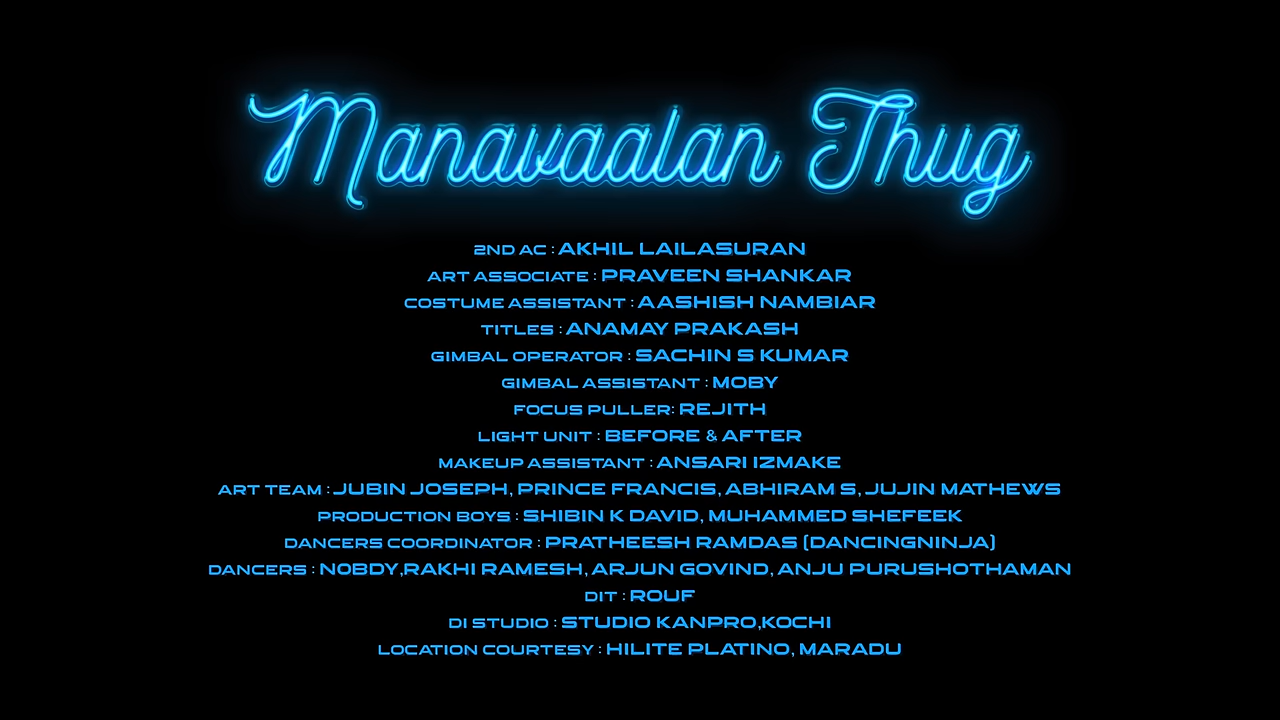 Manavaalan Thug
2ND AC : AKHIL LAILASURAN
ART ASSOCIATE : PRAVEEN SHANKAR
COSTUME ASSISTANT : AASHISH NAMBIAR
TITLES : ANAMAY PRAKASH
GIMBAL OPERATOR : SACHIN S KUMAR
GIMBAL ASSISTANT : MOBY
FOCUS PULLER: REJITH
LIGHT UNIT : BEFORE & AFTER
MAKEUP ASSISTANT : ANSARI IZMAKE
ART TEAM : JUBIN JOSEPH, PRINCE FRANCIS, ABHIRAM S, JUJIN MATHEWS
PRODUCTION BOYS : SHIBIN K DAVID, MUHAMMED SHEFEEK
DANCERS COORDINATOR : PRATHEESH RAMDAS (DANCINGNINJA)
DANCERS : N0BDY,RAKHI RAMESH, ARJUN GOVIND, ANJU PURUSHOTHAMAN
DIT : ROUF
DI STUDIO : STUDIO KANPRO,KOCHI
LOCATION COURTESY : HILITE PLATINO, MARADU